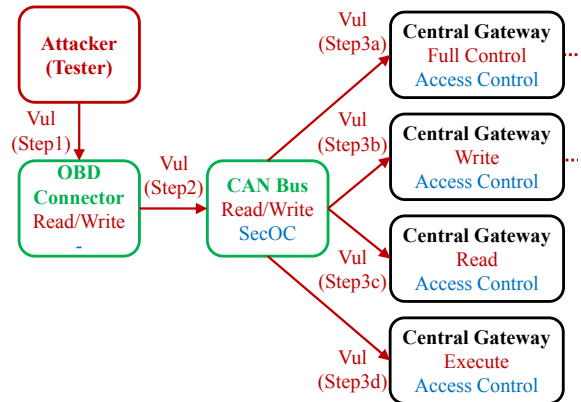 Attacker
(Tester)
Vul
(Step1)
OBD
Connector
Read/Write
-
Vul
(Step2)
CAN Bus
Read/Write
SecOC
Vul
(Step3a)
Central Gateway
Full Control
Access Control
Vul
(Step3b)
Central Gateway
Write
Access Control
Vul
(Step3c)
Central Gateway
Read
Access Control
Vul
(Step3d)
Central Gateway
Execute
Access Control